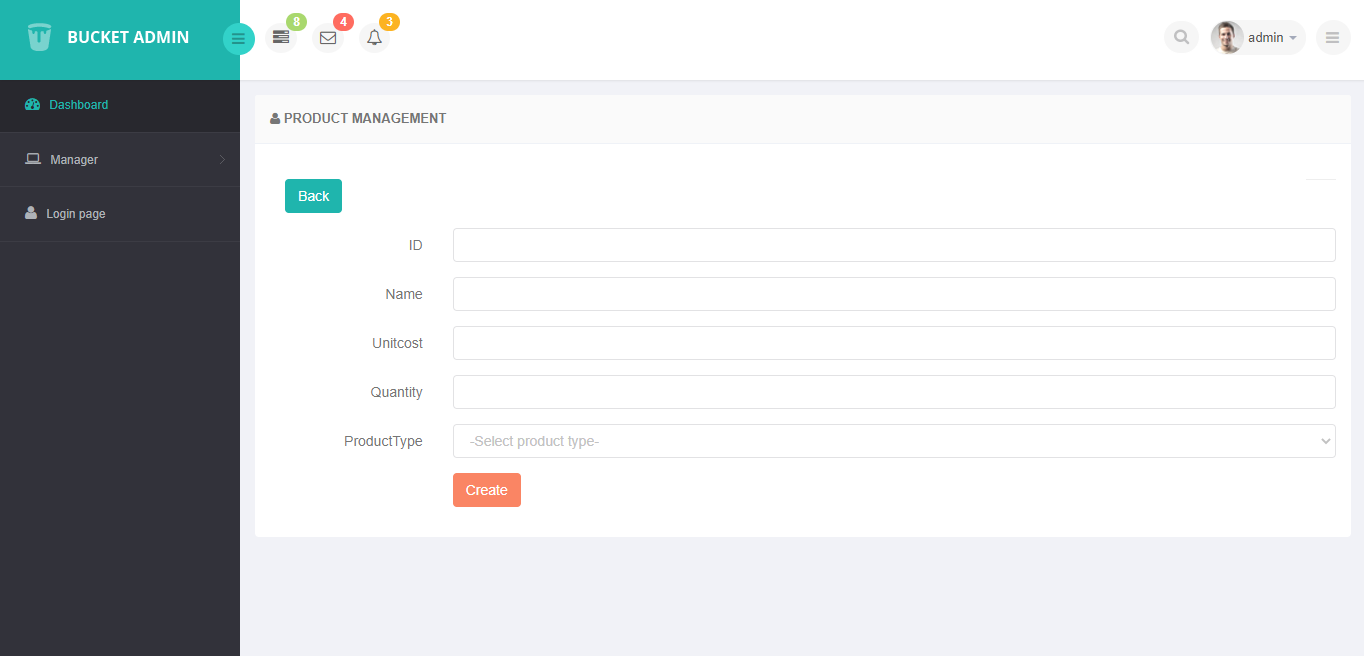 BUCKET ADMIN
8
4
3
admin
Dashboard
Manager
Login page
PRODUCT MANAGEMENT
Back
ID
Name
Unitcost
Quantity
ProductType
-Select product type-
Create